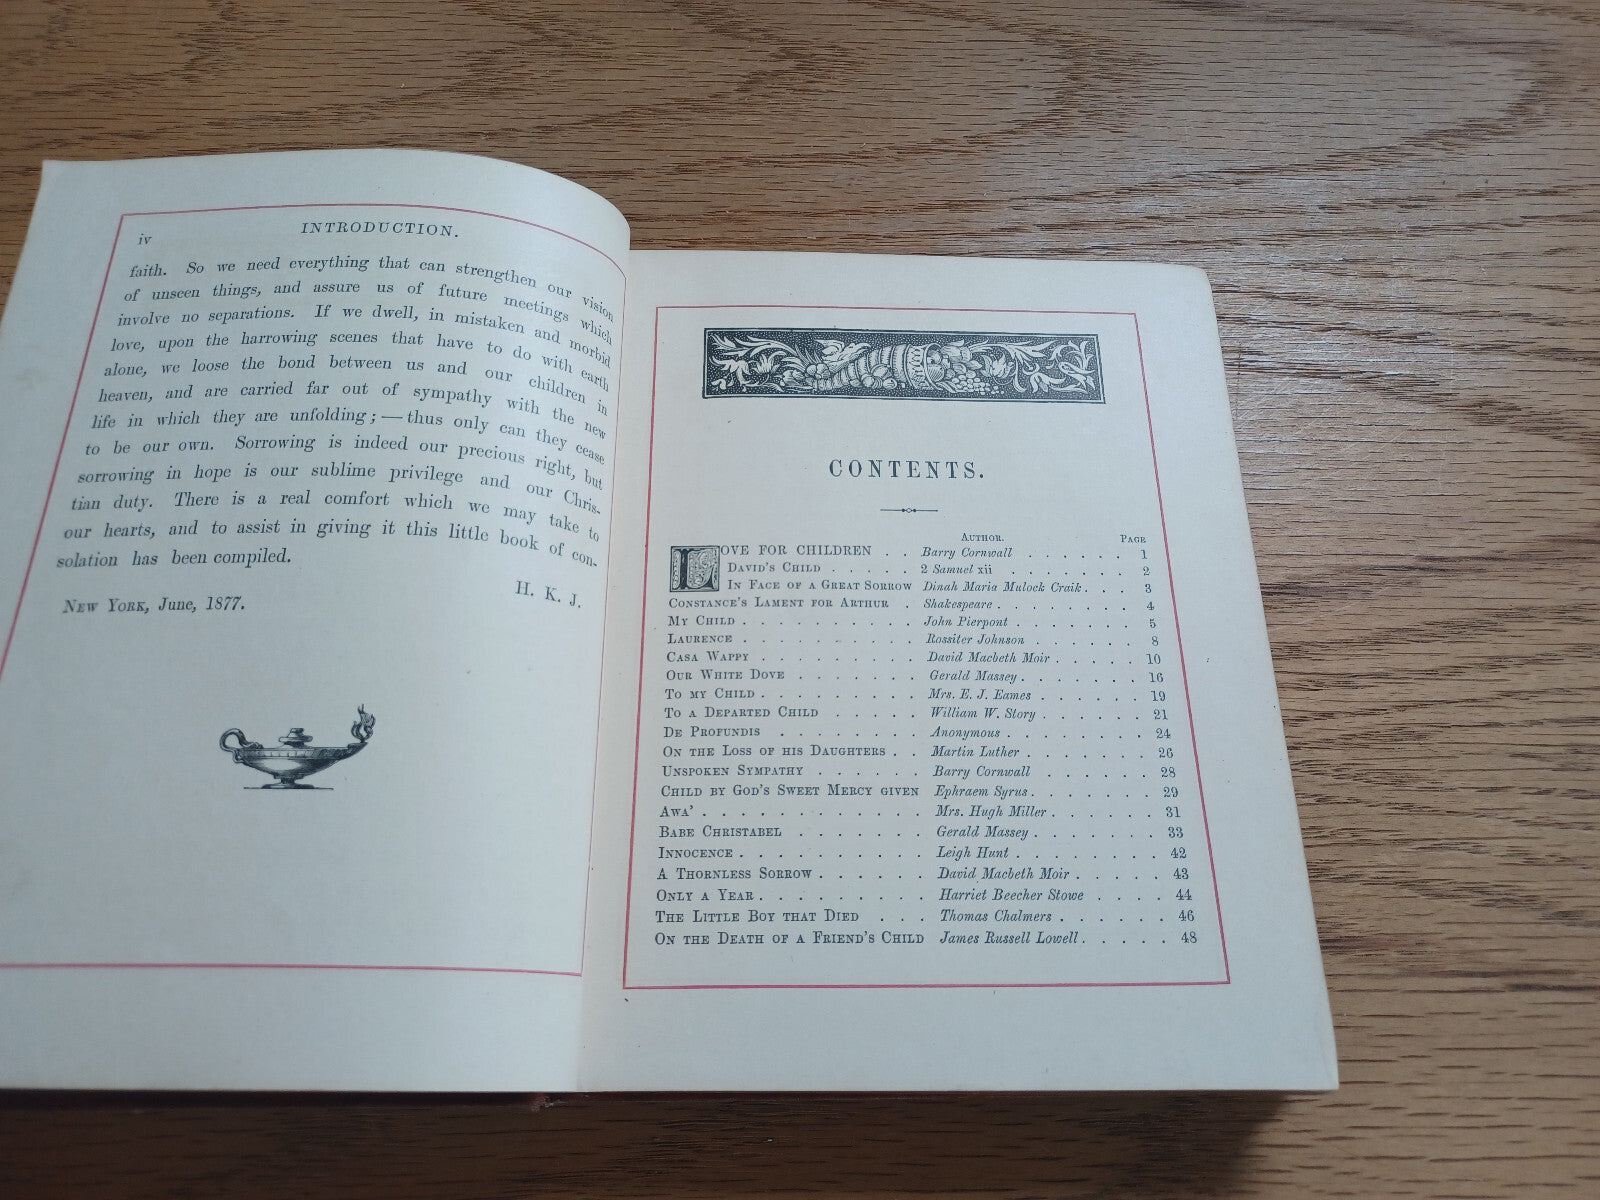 iv
INTRODUCTION.
faith. So we need everything that can strengthen our vision
of unseen things, and assure us of future meetings which
involve no separations. If we dwell, in mistaken and morbid
love, upon the harrowing scenes that have to do with earth
alone, we loose the bond between us and our children in
heaven, and are carried far out of sympathy with the new
life in which they are unfolding; — thus only can they cease
to be our own. Sorrowing is indeed our precious right, but
sorrowing in hope is our sublime privilege and our Chris-
tian duty. There is a real comfort which we may take to
our hearts, and to assist in giving it this little book of con-
solation has been compiled.
H. K. J.
NEW YORK, June, 1877.
CONTENTS.
AUTHOR. PAGE
LOVE FOR CHILDREN . . Barry Cornwall . . . . . . 1
DAVID'S CHILD . . . . . 2 Samuel xii . . . . . . . 2
IN FACE OF A GREAT SORROW Dinah Maria Mulock Craik . . . 3
CONSTANCE'S LAMENT FOR ARTHUR . Shakespeare . . . . . . . . 4
MY CHILD . . . . . . . . . . John Pierpont . . . . . . . 5
LAURENCE . . . . . . . . . . Rossiter Johnson . . . . . . 8
CASA WAPPY . . . . . . . . . David Macbeth Moir . . . . . 10
OUR WHITE DOVE . . . . . . . Gerald Massey . . . . . . . 16
TO MY CHILD . . . . . . . . . Mrs. E. J. Eames . . . . . . 19
TO A DEPARTED CHILD . . . . . William W. Story . . . . . . 21
DE PROFUNDIS . . . . . . . . Anonymous . . . . . . . . 24
ON THE LOSS OF HIS DAUGHTERS . . Martin Luther . . . . . . . 26
UNSPOKEN SYMPATHY . . . . . . Barry Cornwall . . . . . . 28
CHILD BY GOD'S SWEET MERCY GIVEN Ephraem Syrus . . . . . . . 29
AWA' . . . . . . . . . . . . Mrs. Hugh Miller . . . . . . 31
BABE CHRISTABEL . . . . . . . Gerald Massey . . . . . . . 33
INNOCENCE . . . . . . . . . . Leigh Hunt . . . . . . . . 42
A THORNLESS SORROW . . . . . . David Macbeth Moir . . . . . 43
ONLY A YEAR . . . . . . . . . Harriet Beecher Stowe . . . . 44
THE LITTLE BOY THAT DIED . . . Thomas Chalmers . . . . . . 46
ON THE DEATH OF A FRIEND'S CHILD James Russell Lowell . . . . . 48